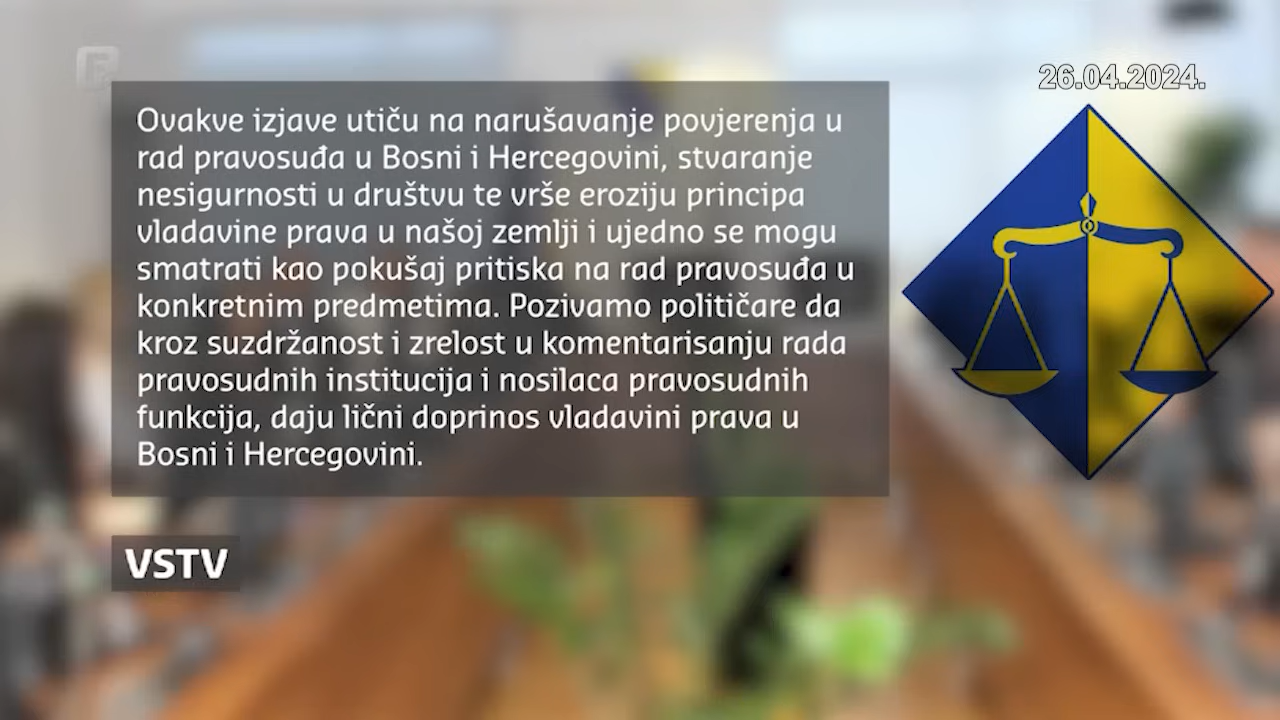 26.04.2024.
Ovakve izjave utiču na narušavanje povjerenja u
rad pravosuđa u Bosni i Hercegovini, stvaranje
nesigurnosti u društvu te vrše eroziju principa
vladavine prava u našoj zemlji i ujedno se mogu
smatrati kao pokušaj pritiska na rad pravosuđa u
konkretnim predmetima. Pozivamo političare da
kroz suzdržanost i zrelost u komentarisanju rada
pravosudnih institucija i nosilaca pravosudnih
funkcija, daju lični doprinos vladavini prava u
Bosni i Hercegovini.
VSTV